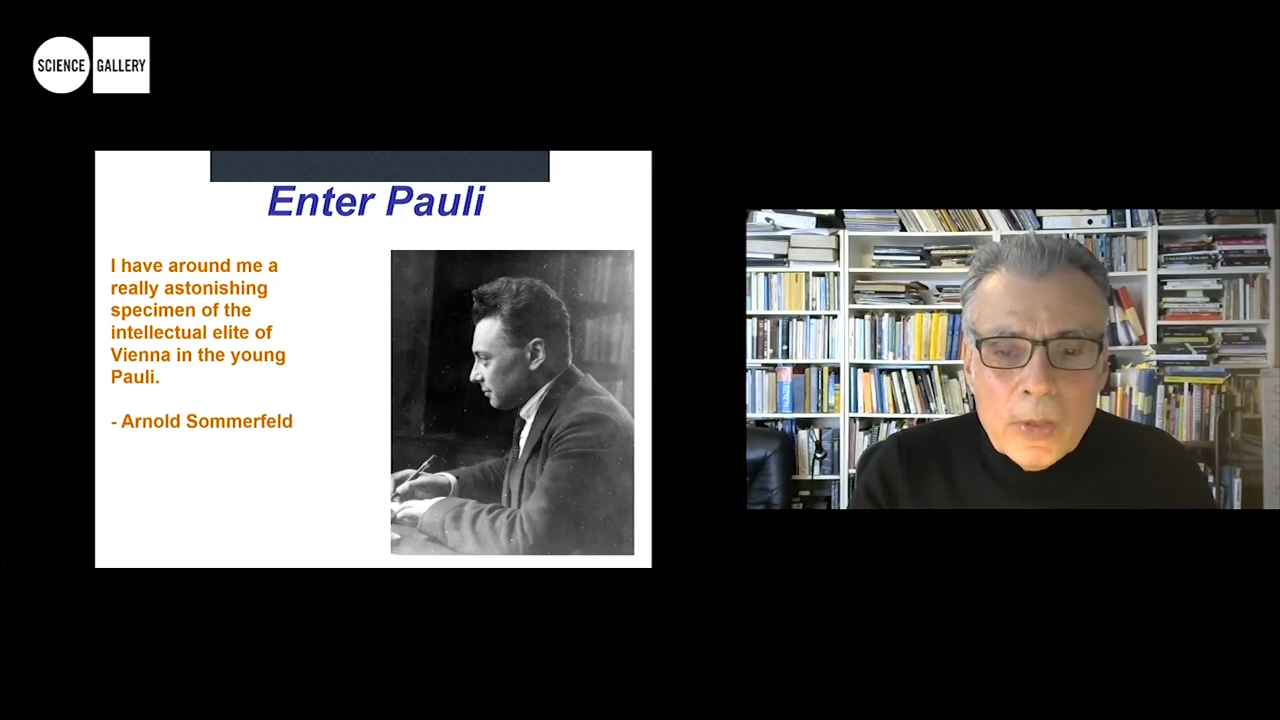 SCIENCE GALLERY
Enter Pauli
I have around me a
really astonishing
specimen of the
intellectual elite of
Vienna in the young
Pauli.
- Arnold Sommerfeld